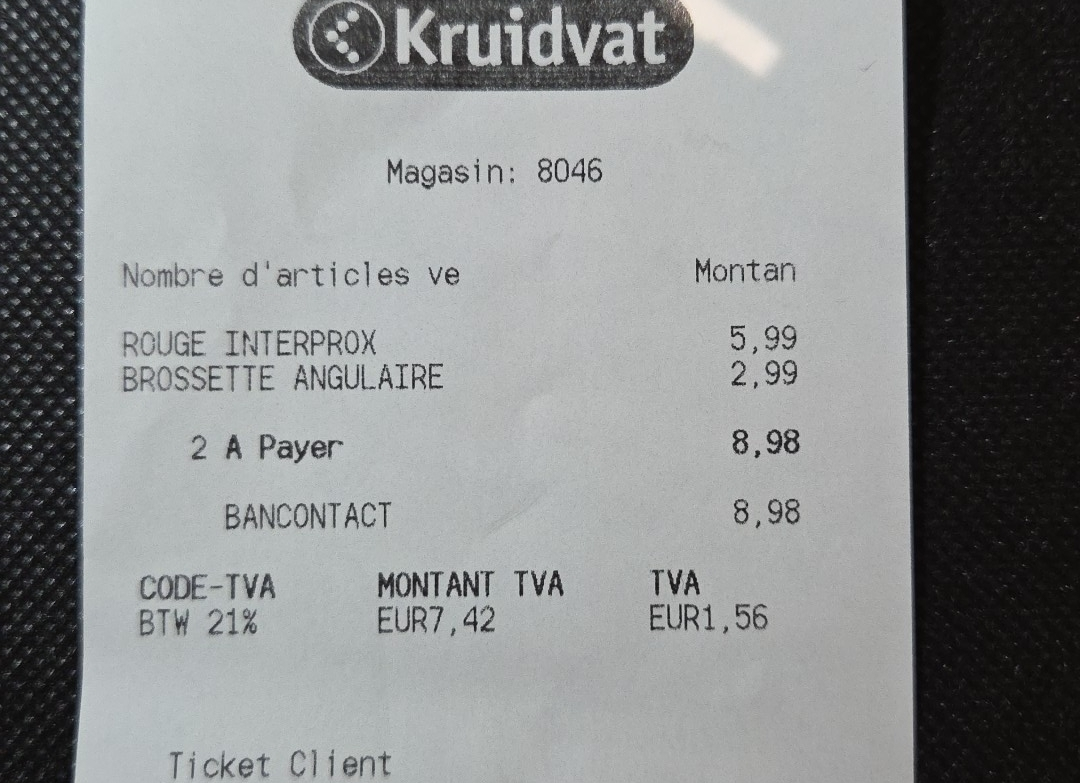 Kruidvat
Magasin: 8046
Nombre d'articles ve Montan
ROUGE INTERPROX 5,99
BROSSETTE ANGULAIRE 2,99
2 A Payer 8,98
BANCONTACT 8,98
CODE-TVA MONTANT TVA TVA
BTW 21% EUR7,42 EUR1,56
Ticket Client